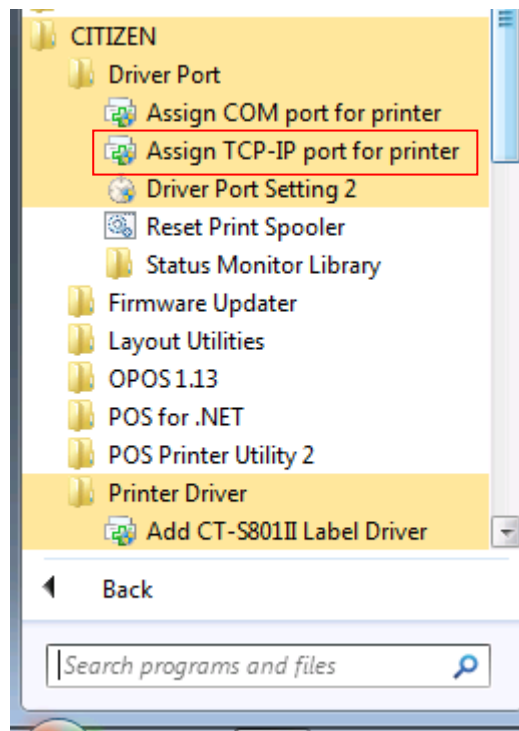 CITIZEN
Driver Port
Assign COM port for printer
Assign TCP-IP port for printer
Driver Port Setting 2
Reset Print Spooler
Status Monitor Library
Firmware Updater
Layout Utilities
OPOS 1.13
POS for .NET
POS Printer Utility 2
Printer Driver
Add CT-S801II Label Driver
Back
Search programs and files